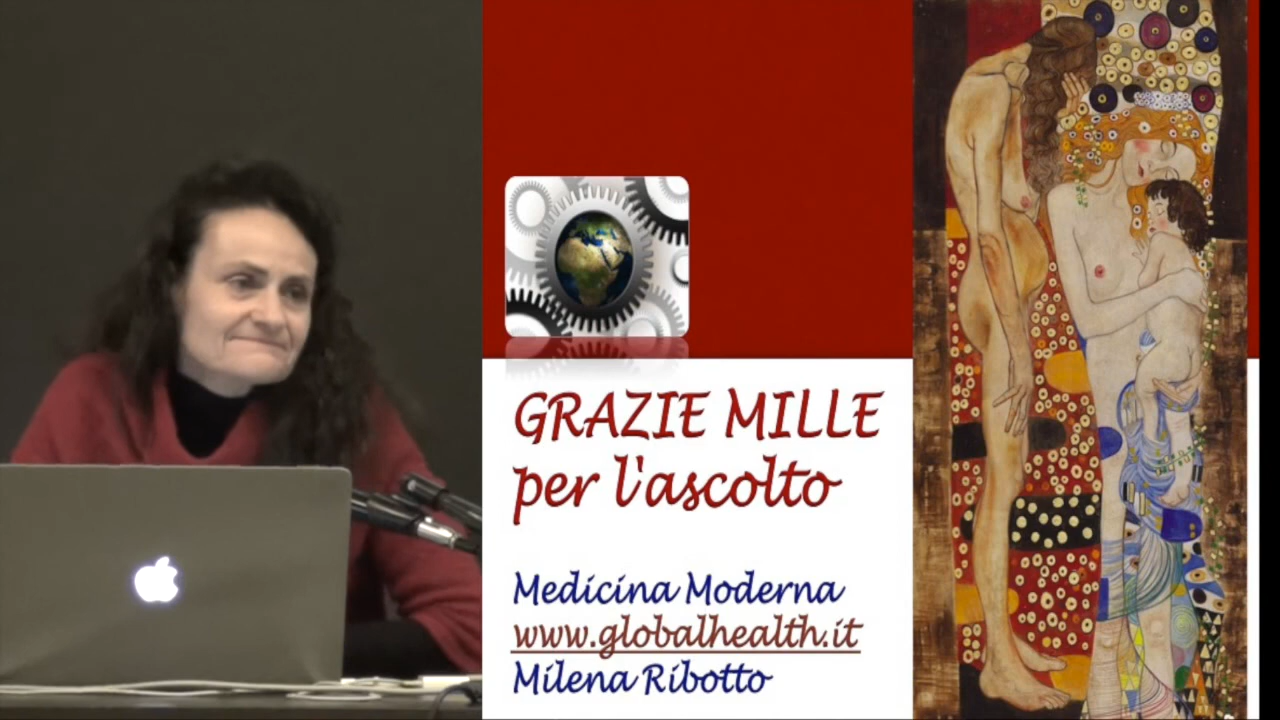 GRAZIE MILLE
per l'ascolto
Medicina Moderna
www.globalhealth.it
Milena Ribotto